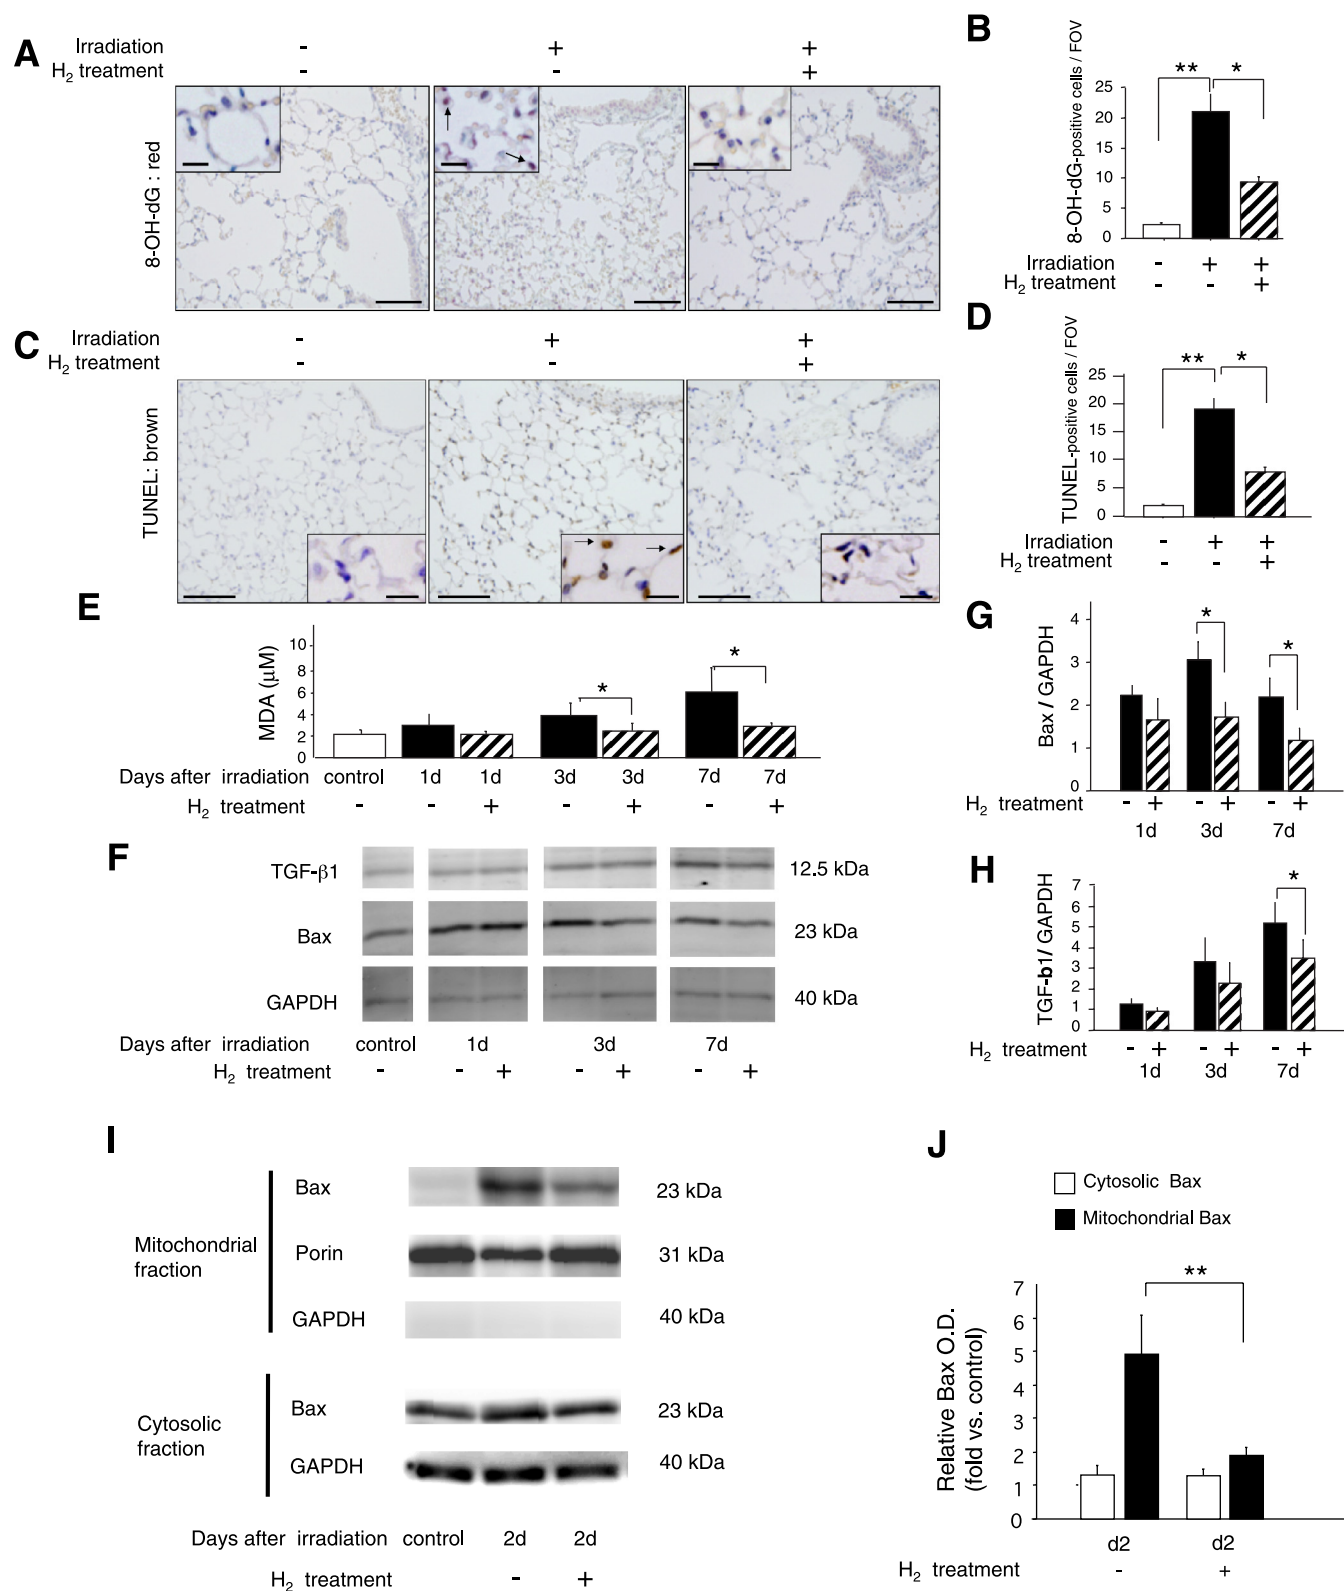 A
Irradiation - + +
H2 treatment - - +
8-OH-dG : red
B
8-OH-dG-positive cells / FOV
25
20
15
10
5
0
** *
Irradiation - + +
H2 treatment - - +
C
Irradiation - + +
H2 treatment - - +
TUNEL: brown
D
TUNEL-positive cells / FOV
25
20
15
10
5
0
** *
Irradiation - + +
H2 treatment - - +
E
MDA (μM)
10
8
6
4
2
0
* *
Days after irradiation control 1d 1d 3d 3d 7d 7d
H2 treatment - - + - + - +
F
TGF-β1 12.5 kDa
Bax 23 kDa
GAPDH 40 kDa
Days after irradiation control 1d 3d 7d
H2 treatment - - + - + - +
G
Bax / GAPDH
4
3
2
1
0
* *
H2 treatment - + - + - +
1d 3d 7d
H
TGF-b1/ GAPDH
7
6
5
4
3
2
1
0
*
H2 treatment - + - + - +
1d 3d 7d
I
Mitochondrial
fraction
Bax 23 kDa
Porin 31 kDa
GAPDH 40 kDa
Cytosolic
fraction
Bax 23 kDa
GAPDH 40 kDa
Days after irradiation control 2d 2d
H2 treatment - +
J
Cytosolic Bax
Mitochondrial Bax
Relative Bax O.D.
(fold vs. control)
7
6
5
4
3
2
1
0
**
d2 d2
H2 treatment - +